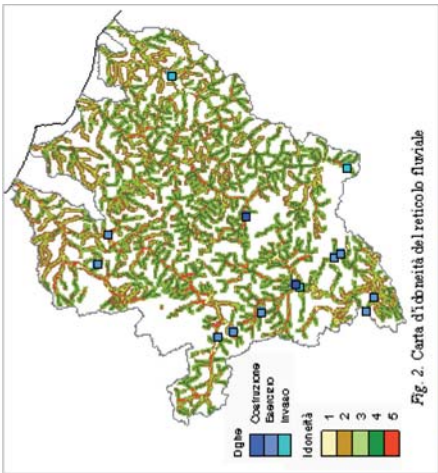 Dighe
Costruzione
Esercizio
Invaso
Idoneità
1
2
3
4
5
Fig. 2. Carta d'idoneità del reticolo fluviale